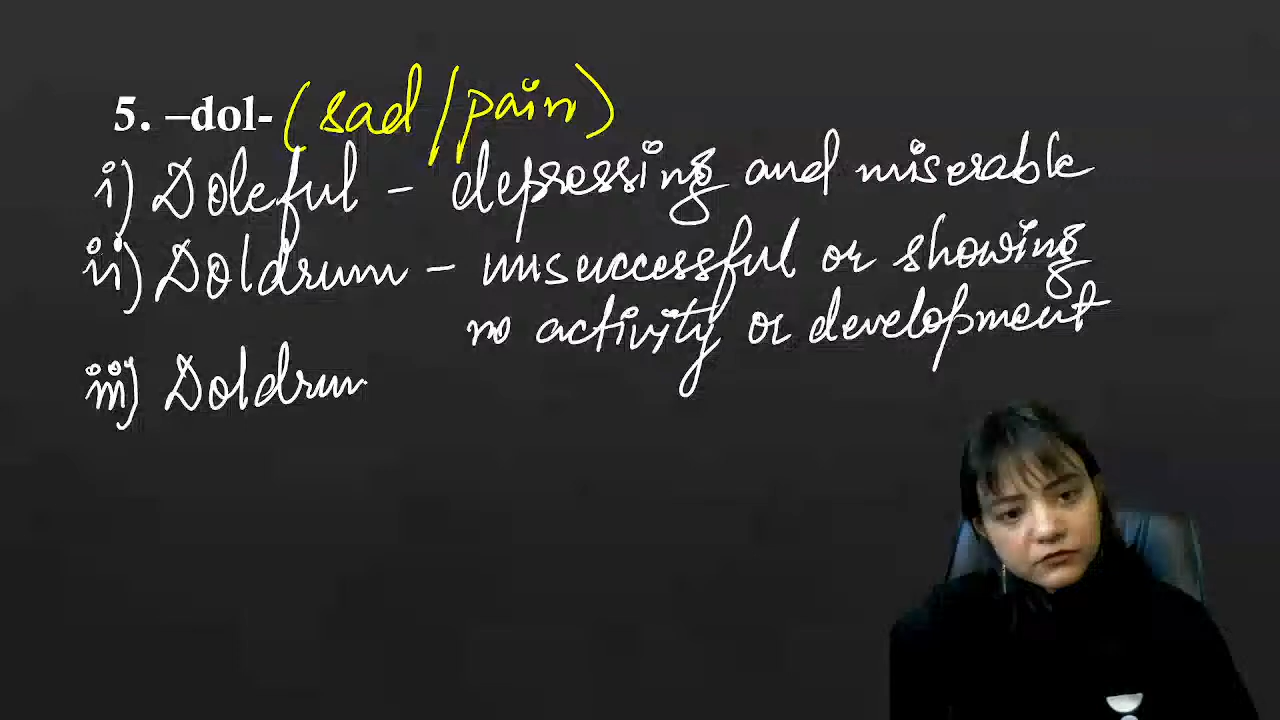 5. –dol- (sad/pain)
i) Doleful - depressing and miserable
ii) Doldrum - unsuccessful or showing
no activity or development
iii) Doldrum